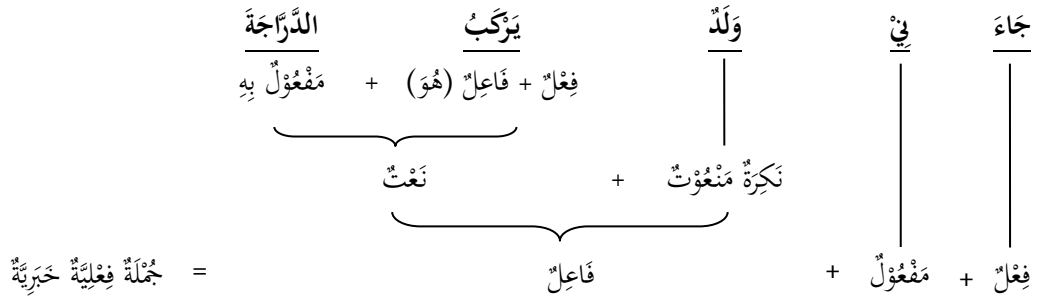 جَاءَ نِيْ وَلَدٌ يَرْكَبُ الدَّرَّاجَةَ
فِعْلٌ + فَاعِلٌ (هُوَ) + مَفْعُوْلٌ بِهِ
نَكِرَةٌ مَنْعُوْتٌ + نَعْتٌ
فِعْلٌ + مَفْعُوْلٌ + فَاعِلٌ = جُمْلَةٌ فِعْلِيَّةٌ خَبَرِيَّةٌ